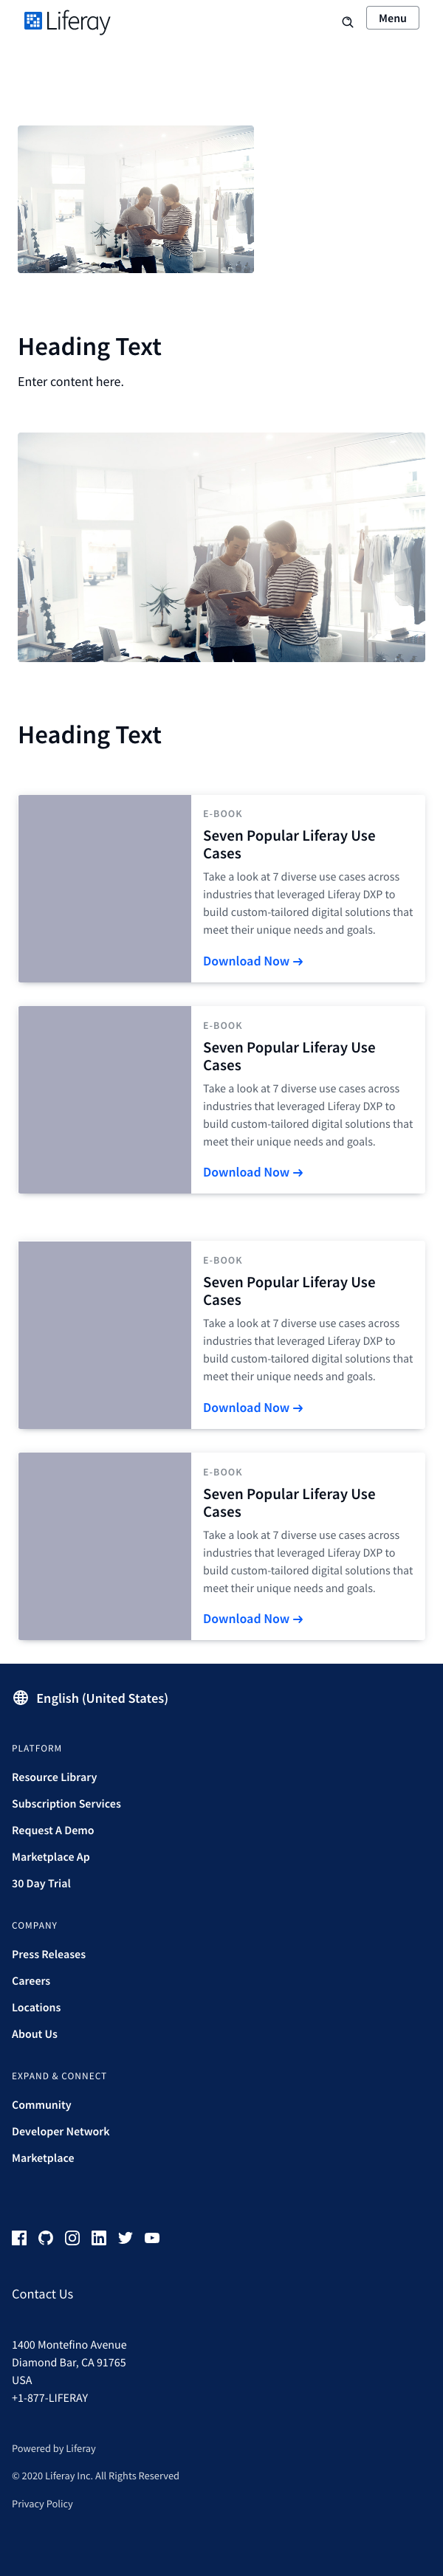 Liferay
Menu
Heading Text
Enter content here.
Heading Text
E-BOOK
Seven Popular Liferay Use
Cases
Take a look at 7 diverse use cases across
industries that leveraged Liferay DXP to
build custom-tailored digital solutions that
meet their unique needs and goals.
Download Now →
E-BOOK
Seven Popular Liferay Use
Cases
Take a look at 7 diverse use cases across
industries that leveraged Liferay DXP to
build custom-tailored digital solutions that
meet their unique needs and goals.
Download Now →
E-BOOK
Seven Popular Liferay Use
Cases
Take a look at 7 diverse use cases across
industries that leveraged Liferay DXP to
build custom-tailored digital solutions that
meet their unique needs and goals.
Download Now →
E-BOOK
Seven Popular Liferay Use
Cases
Take a look at 7 diverse use cases across
industries that leveraged Liferay DXP to
build custom-tailored digital solutions that
meet their unique needs and goals.
Download Now →
English (United States)
PLATFORM
Resource Library
Subscription Services
Request A Demo
Marketplace Ap
30 Day Trial
COMPANY
Press Releases
Careers
Locations
About Us
EXPAND & CONNECT
Community
Developer Network
Marketplace
Contact Us
1400 Montefino Avenue
Diamond Bar, CA 91765
USA
+1-877-LIFERAY
Powered by Liferay
© 2020 Liferay Inc. All Rights Reserved
Privacy Policy